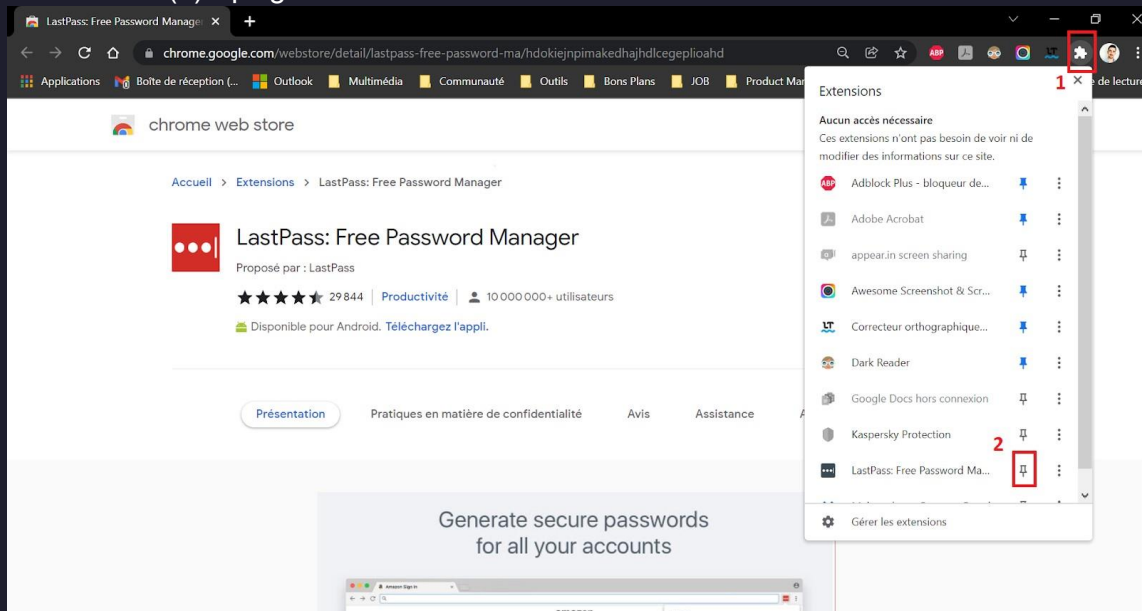 LastPass: Free Password Manage
chrome.google.com/webstore/detail/lastpass-free-password-ma/hdokiejnpimakedhajhdlcegeplioahd
ABP
Applications Boîte de réception (... Outlook Multimédia Communauté Outils Bons Plans JOB Product Mar
de lecture
1
Extensions
Aucun accès nécessaire
Ces extensions n'ont pas besoin de voir ni de
modifier des informations sur ce site.
ABP Adblock Plus - bloqueur de...
Adobe Acrobat
appear.in screen sharing
Awesome Screenshot & Scr...
LT Correcteur orthographique...
Dark Reader
Google Docs hors connexion
Kaspersky Protection
2
LastPass: Free Password Ma...
Gérer les extensions
chrome web store
Accueil > Extensions > LastPass: Free Password Manager
LastPass: Free Password Manager
Proposé par : LastPass
29 844 Productivité 10 000 000+ utilisateurs
Disponible pour Android. Téléchargez l'appli.
Présentation Pratiques en matière de confidentialité Avis Assistance
Generate secure passwords
for all your accounts
Amazon Sign In